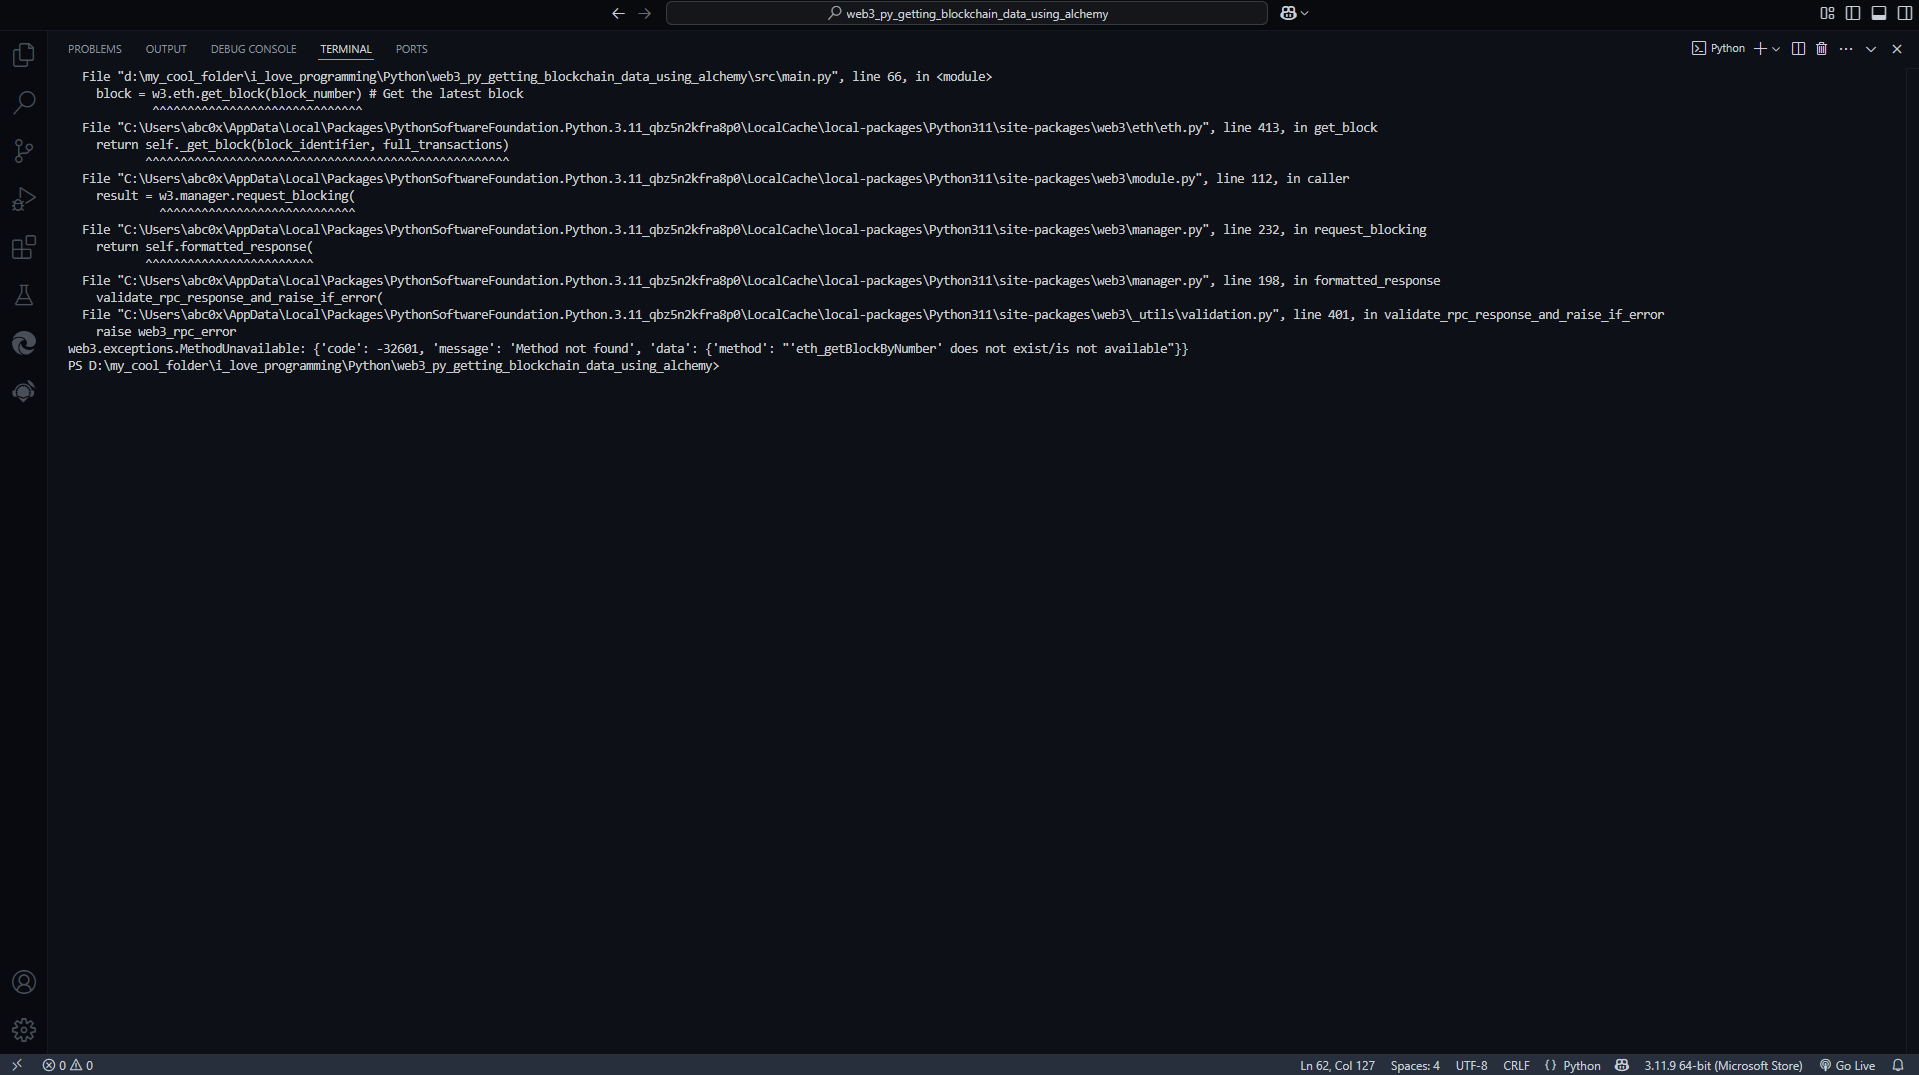 web3_py_getting_blockchain_data_using_alchemy
PROBLEMS OUTPUT DEBUG CONSOLE TERMINAL PORTS
Python
File "d:\my_cool_folder\i_love_programming\Python\web3_py_getting_blockchain_data_using_alchemy\src\main.py", line 66, in <module>
block = w3.eth.get_block(block_number) # Get the latest block
^^^^^^^^^^^^^^^^^^^^^^^^^^^^^^
File "C:\Users\abc0x\AppData\Local\Packages\PythonSoftwareFoundation.Python.3.11_qbz5n2kfra8p0\LocalCache\local-packages\Python311\site-packages\web3\eth\eth.py", line 413, in get_block
return self._get_block(block_identifier, full_transactions)
^^^^^^^^^^^^^^^^^^^^^^^^^^^^^^^^^^^^^^^^^^^^^^^^^^^^
File "C:\Users\abc0x\AppData\Local\Packages\PythonSoftwareFoundation.Python.3.11_qbz5n2kfra8p0\LocalCache\local-packages\Python311\site-packages\web3\module.py", line 112, in caller
result = w3.manager.request_blocking(
^^^^^^^^^^^^^^^^^^^^^^^^^^^^
File "C:\Users\abc0x\AppData\Local\Packages\PythonSoftwareFoundation.Python.3.11_qbz5n2kfra8p0\LocalCache\local-packages\Python311\site-packages\web3\manager.py", line 232, in request_blocking
return self.formatted_response(
^^^^^^^^^^^^^^^^^^^^^^^^
File "C:\Users\abc0x\AppData\Local\Packages\PythonSoftwareFoundation.Python.3.11_qbz5n2kfra8p0\LocalCache\local-packages\Python311\site-packages\web3\manager.py", line 198, in formatted_response
validate_rpc_response_and_raise_if_error(
File "C:\Users\abc0x\AppData\Local\Packages\PythonSoftwareFoundation.Python.3.11_qbz5n2kfra8p0\LocalCache\local-packages\Python311\site-packages\web3\_utils\validation.py", line 401, in validate_rpc_response_and_raise_if_error
raise web3_rpc_error
web3.exceptions.MethodUnavailable: {'code': -32601, 'message': 'Method not found', 'data': {'method': "'eth_getBlockByNumber' does not exist/is not available"}}
PS D:\my_cool_folder\i_love_programming\Python\web3_py_getting_blockchain_data_using_alchemy>
0 0 Ln 62, Col 127 Spaces: 4 UTF-8 CRLF {} Python 3.11.9 64-bit (Microsoft Store) Go Live